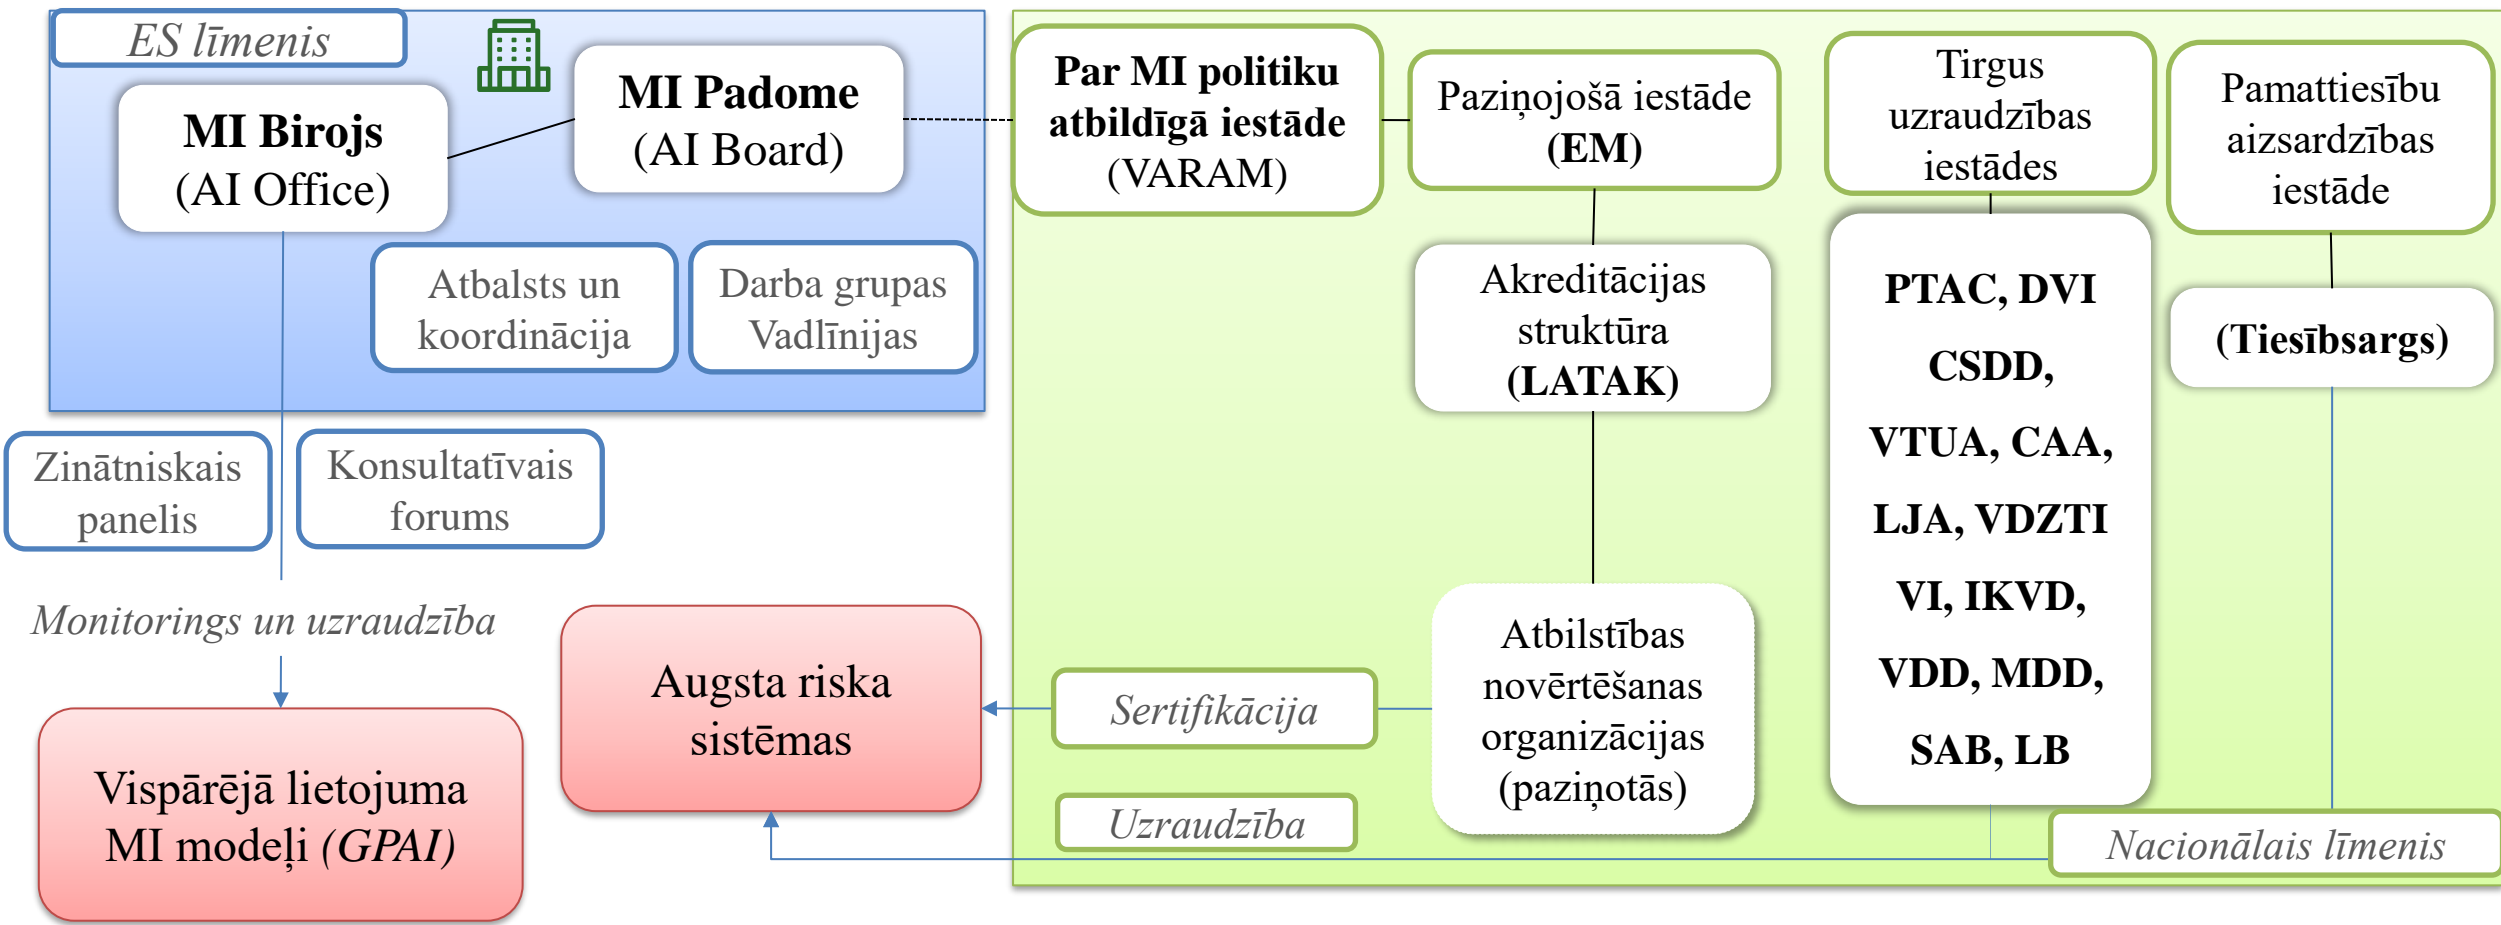 ES līmenis
MI Birojs
(AI Office)
MI Padome
(AI Board)
Atbalsts un
koordinācija
Darba grupas
Vadlīnijas
Zinātniskais
panelis
Konsultatīvais
forums
Monitorings un uzraudzība
Vispārējā lietojuma
MI modeļi (GPAI)
Augsta riska
sistēmas
Par MI politiku
atbildīgā iestāde
(VARAM)
Paziņojošā iestāde
(EM)
Akreditācijas
struktūra
(LATAK)
Atbilstības
novērtēšanas
organizācijas
(paziņotās)
Sertifikācija
Uzraudzība
Tirgus
uzraudzības
iestādes
PTAC, DVI
CSDD,
VTUA, CAA,
LJA, VDZTI
VI, IKVD,
VDD, MDD,
SAB, LB
Pamattiesību
aizsardzības
iestāde
(Tiesībsargs)
Nacionālais līmenis